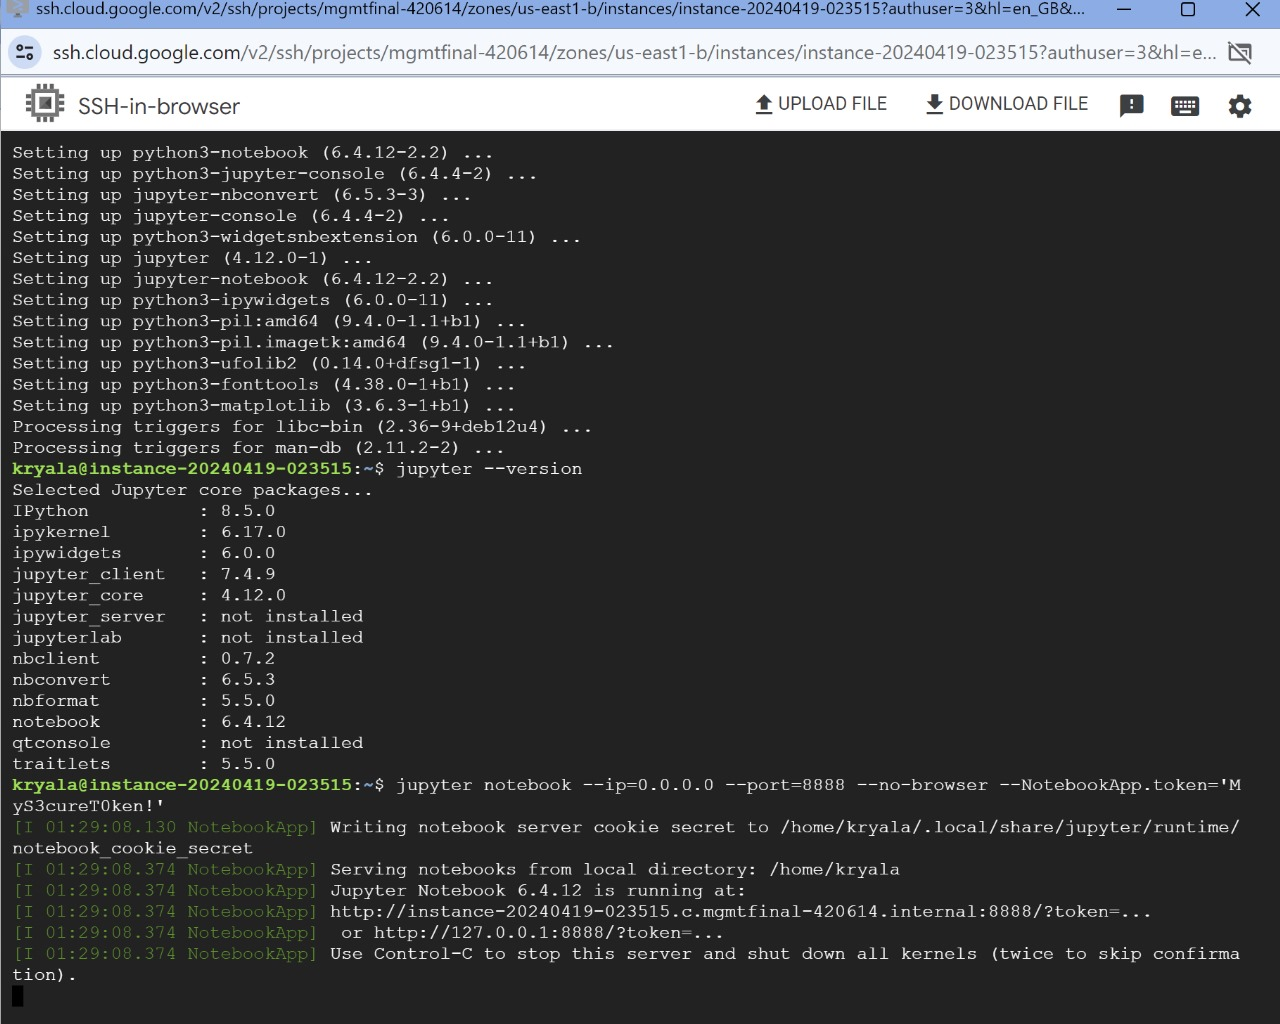 ssh.cloud.google.com/v2/ssh/projects/mgmtfinal-420614/zones/us-east1-b/instances/instance-20240419-023515?authuser=3&hl=en_GB&...
ssh.cloud.google.com/v2/ssh/projects/mgmtfinal-420614/zones/us-east1-b/instances/instance-20240419-023515?authuser=3&hl=e...
SSH-in-browser
UPLOAD FILE
DOWNLOAD FILE
Setting up python3-notebook (6.4.12-2.2) ...
Setting up python3-jupyter-console (6.4.4-2) ...
Setting up jupyter-nbconvert (6.5.3-3) ...
Setting up jupyter-console (6.4.4-2) ...
Setting up python3-widgetsnbextension (6.0.0-11) ...
Setting up jupyter (4.12.0-1) ...
Setting up jupyter-notebook (6.4.12-2.2) ...
Setting up python3-ipywidgets (6.0.0-11) ...
Setting up python3-pil:amd64 (9.4.0-1.1+b1) ...
Setting up python3-pil.imagetk:amd64 (9.4.0-1.1+b1) ...
Setting up python3-ufolib2 (0.14.0+dfsg1-1) ...
Setting up python3-fonttools (4.38.0-1+b1) ...
Setting up python3-matplotlib (3.6.3-1+b1) ...
Processing triggers for libc-bin (2.36-9+deb12u4) ...
Processing triggers for man-db (2.11.2-2) ...
kryala@instance-20240419-023515:~$ jupyter --version
Selected Jupyter core packages...
IPython          : 8.5.0
ipykernel        : 6.17.0
ipywidgets       : 6.0.0
jupyter_client   : 7.4.9
jupyter_core     : 4.12.0
jupyter_server   : not installed
jupyterlab       : not installed
nbclient         : 0.7.2
nbconvert        : 6.5.3
nbformat         : 5.5.0
notebook         : 6.4.12
qtconsole        : not installed
traitlets        : 5.5.0
kryala@instance-20240419-023515:~$ jupyter notebook --ip=0.0.0.0 --port=8888 --no-browser --NotebookApp.token='M
yS3cureT0ken!'
[I 01:29:08.130 NotebookApp] Writing notebook server cookie secret to /home/kryala/.local/share/jupyter/runtime/
notebook_cookie_secret
[I 01:29:08.374 NotebookApp] Serving notebooks from local directory: /home/kryala
[I 01:29:08.374 NotebookApp] Jupyter Notebook 6.4.12 is running at:
[I 01:29:08.374 NotebookApp] http://instance-20240419-023515.c.mgmtfinal-420614.internal:8888/?token=...
[I 01:29:08.374 NotebookApp]  or http://127.0.0.1:8888/?token=...
[I 01:29:08.374 NotebookApp] Use Control-C to stop this server and shut down all kernels (twice to skip confirma
tion).